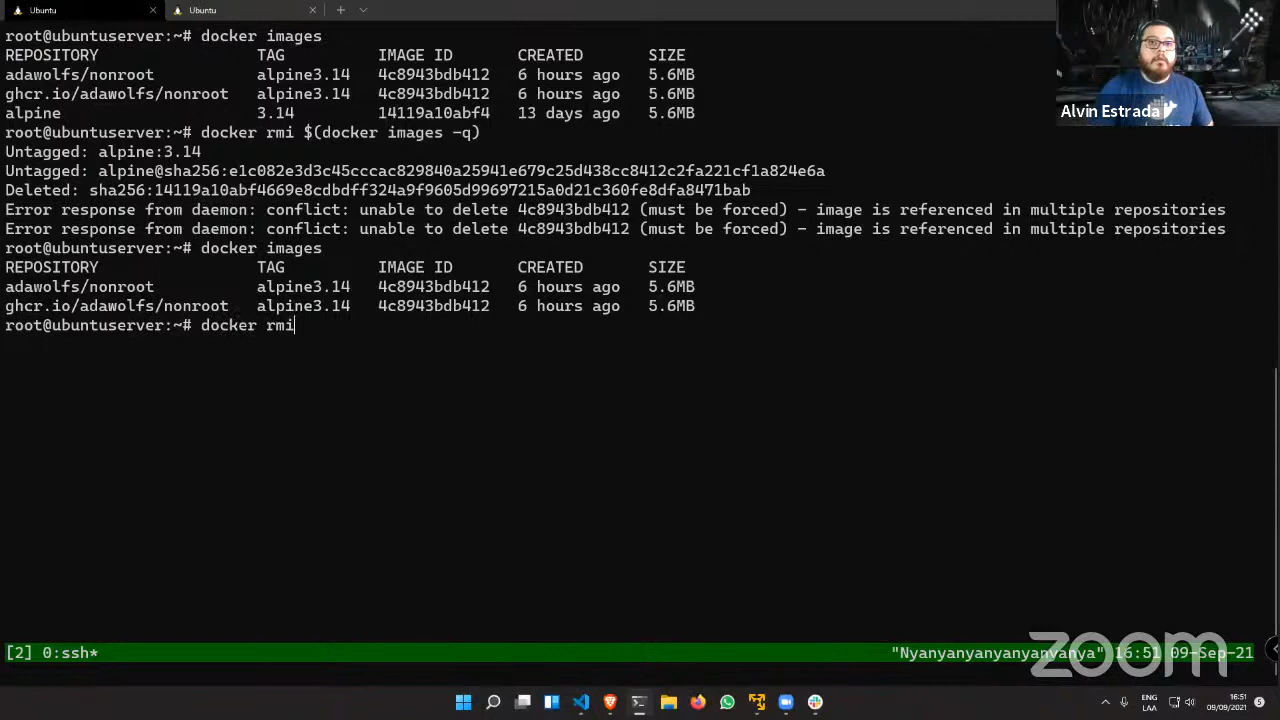 Ubuntu
Ubuntu
root@ubuntuserver:~# docker images
REPOSITORY TAG IMAGE ID CREATED SIZE
adawolfs/nonroot alpine3.14 4c8943bdb412 6 hours ago 5.6MB
ghcr.io/adawolfs/nonroot alpine3.14 4c8943bdb412 6 hours ago 5.6MB
alpine 3.14 14119a10abf4 13 days ago 5.6MB
root@ubuntuserver:~# docker rmi $(docker images -q)
Untagged: alpine:3.14
Untagged: alpine@sha256:e1c082e3d3c45cccac829840a25941e679c25d438cc8412c2fa221cf1a824e6a
Deleted: sha256:14119a10abf4669e8cdbdff324a9f9605d99697215a0d21c360fe8dfa8471bab
Error response from daemon: conflict: unable to delete 4c8943bdb412 (must be forced) - image is referenced in multiple repositories
Error response from daemon: conflict: unable to delete 4c8943bdb412 (must be forced) - image is referenced in multiple repositories
root@ubuntuserver:~# docker images
REPOSITORY TAG IMAGE ID CREATED SIZE
adawolfs/nonroot alpine3.14 4c8943bdb412 6 hours ago 5.6MB
ghcr.io/adawolfs/nonroot alpine3.14 4c8943bdb412 6 hours ago 5.6MB
root@ubuntuserver:~# docker rmi
Alvin Estrada
[2] 0:ssh* "Nyanyanyanyanyanyanya" 16:51 09-Sep-21
zoom
ENG
LAA
16:51
09/09/2021
5